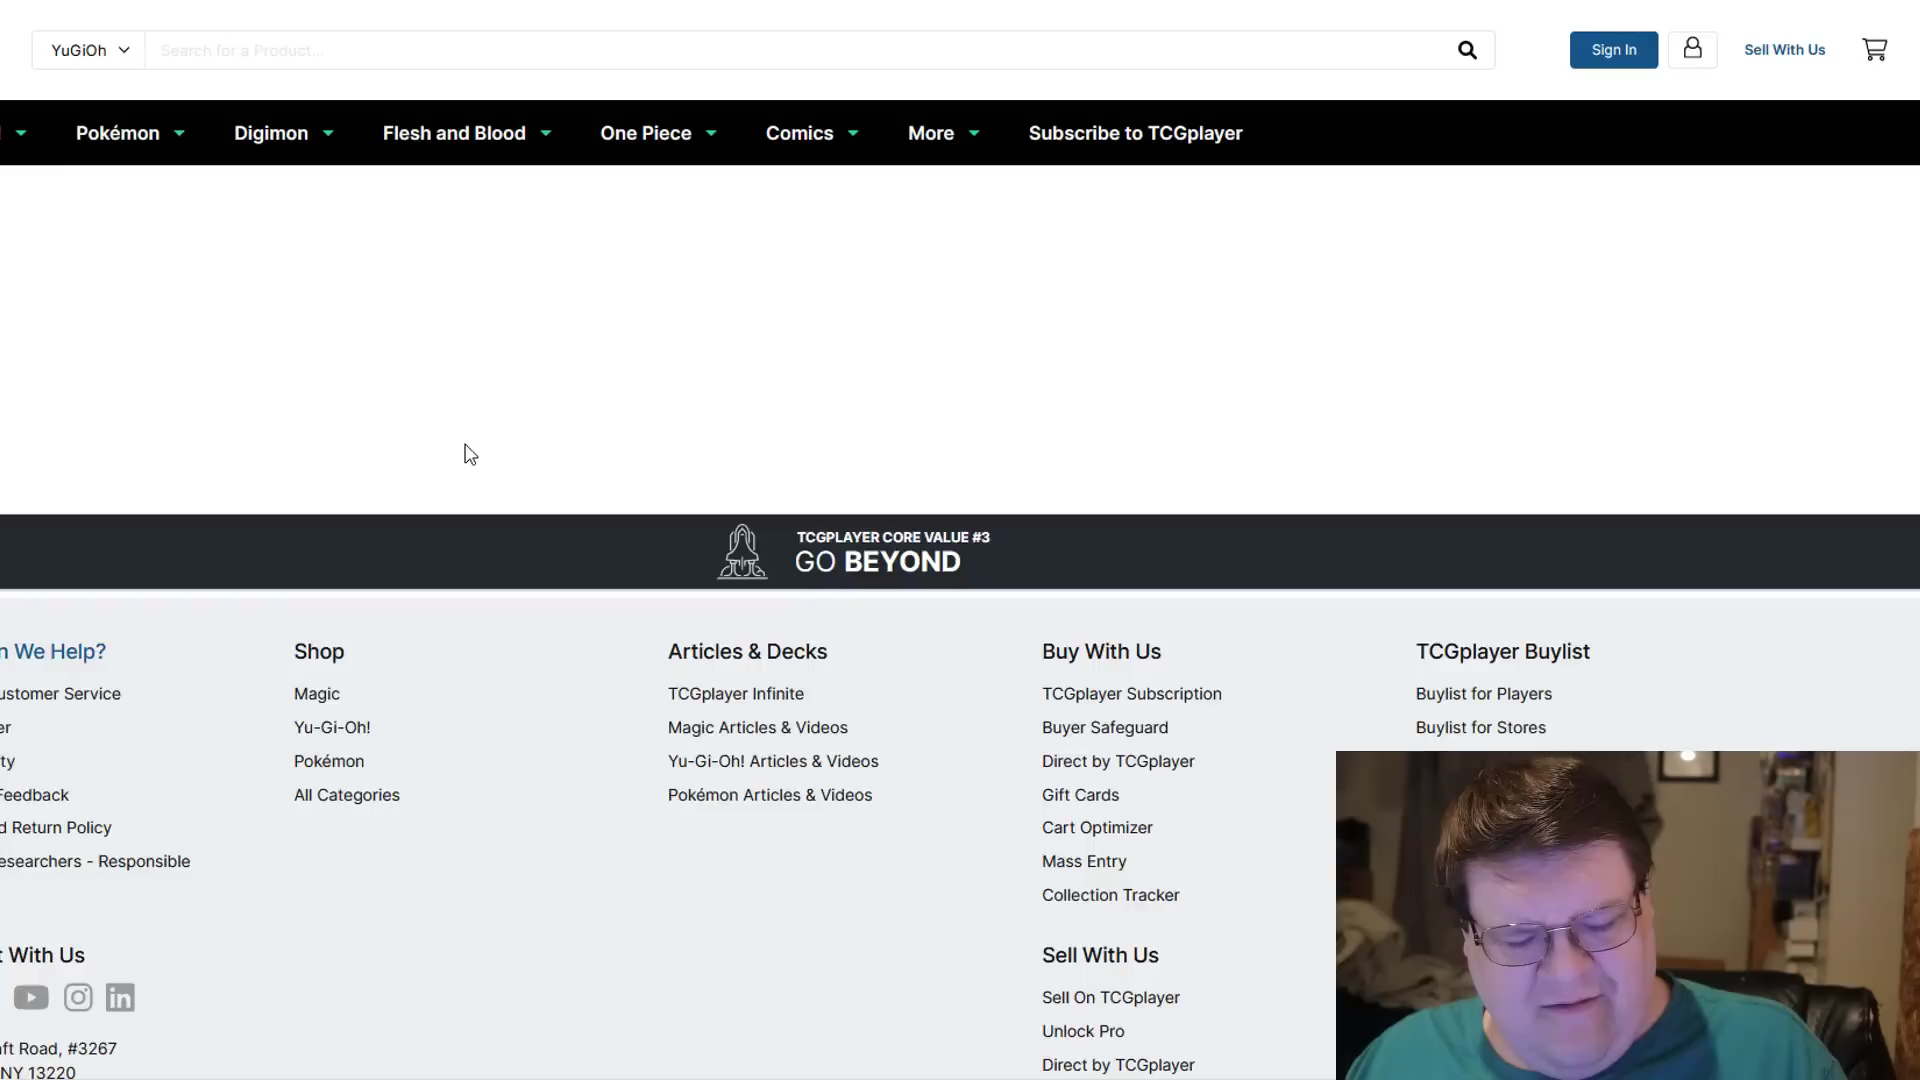 YuGiOh
Search for a Product...
Sign In
Sell With Us
Pokémon
Digimon
Flesh and Blood
One Piece
Comics
More
Subscribe to TCGplayer
TCGPLAYER CORE VALUE #3
GO BEYOND
n We Help?
ustomer Service
er
ty
Feedback
d Return Policy
esearchers - Responsible
Shop
Magic
Yu-Gi-Oh!
Pokémon
All Categories
Articles & Decks
TCGplayer Infinite
Magic Articles & Videos
Yu-Gi-Oh! Articles & Videos
Pokémon Articles & Videos
Buy With Us
TCGplayer Subscription
Buyer Safeguard
Direct by TCGplayer
Gift Cards
Cart Optimizer
Mass Entry
Collection Tracker
TCGplayer Buylist
Buylist for Players
Buylist for Stores
t With Us
aft Road, #3267
NY 13220
Sell With Us
Sell On TCGplayer
Unlock Pro
Direct by TCGplayer